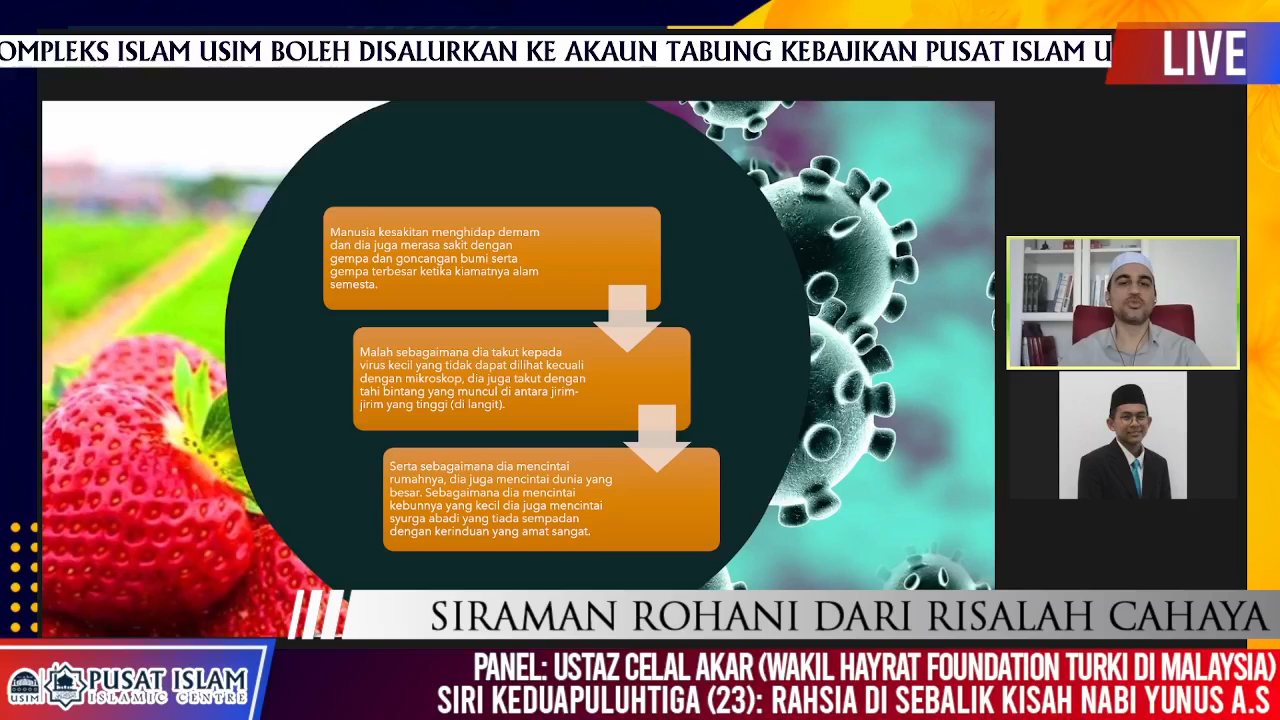 OMPLEKS ISLAM USIM BOLEH DISALURKAN KE AKAUN TABUNG KEBAJIKAN PUSAT ISLAM U
LIVE
Manusia kesakitan menghidap demam
dan dia juga merasa sakit dengan
gempa dan goncangan bumi serta
gempa terbesar ketika kiamatnya alam
semesta.
Malah sebagaimana dia takut kepada
virus kecil yang tidak dapat dilihat kecuali
dengan mikroskop, dia juga takut dengan
tahi bintang yang muncul di antara jirim-
jirim yang tinggi (di langit).
Serta sebagaimana dia mencintai
rumahnya, dia juga mencintai dunia yang
besar. Sebagaimana dia mencintai
kebunnya yang kecil dia juga mencintai
syurga abadi yang tiada sempadan
dengan kerinduan yang amat sangat.
SIRAMAN ROHANI DARI RISALAH CAHAYA
USIM
PUSAT ISLAM
ISLAMIC CENTRE
PANEL: USTAZ CELAL AKAR (WAKIL HAYRAT FOUNDATION TURKI DI MALAYSIA)
SIRI KEDUAPULUHTIGA (23): RAHSIA DI SEBALIK KISAH NABI YUNUS A.S